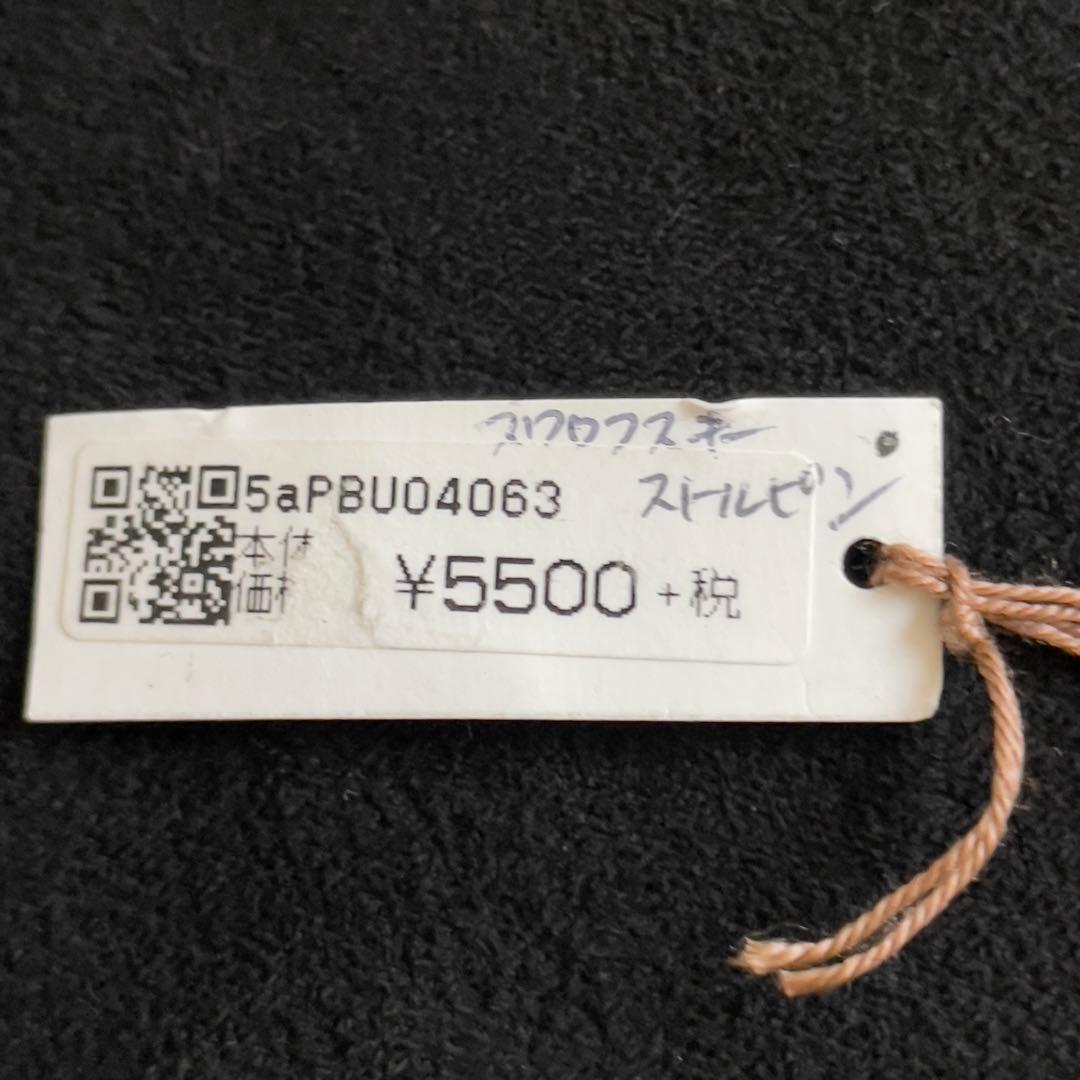 スワロフスキー
ストールピン
5aPBU04063
本体
価格
¥5500 +税